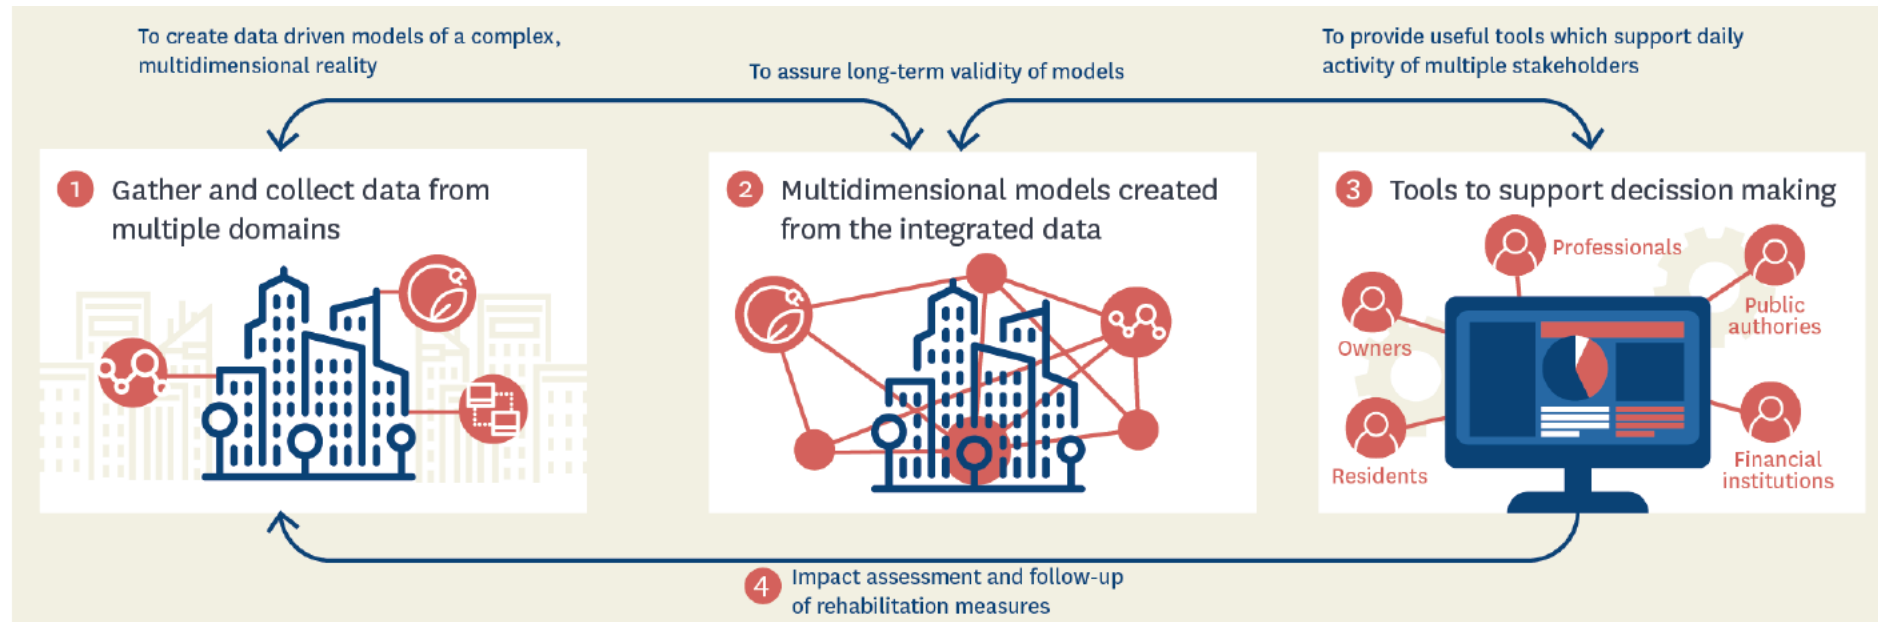 To create data driven models of a complex,
multidimensional reality
To assure long-term validity of models
To provide useful tools which support daily
activity of multiple stakeholders
1 Gather and collect data from
multiple domains
2 Multidimensional models created
from the integrated data
3 Tools to support decission making
Professionals
Owners
Public
authories
Residents
Financial
institutions
4 Impact assessment and follow-up
of rehabilitation measures